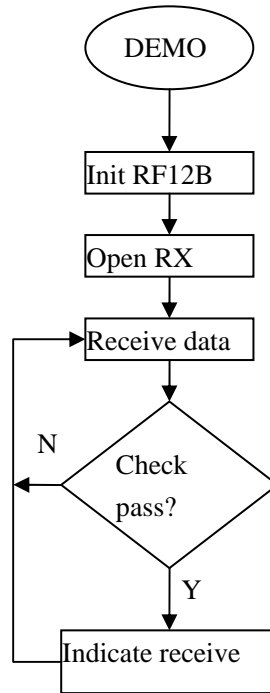 DEMO
Init RF12B
Open RX
Receive data
N
Check
pass?
Y
Indicate receive